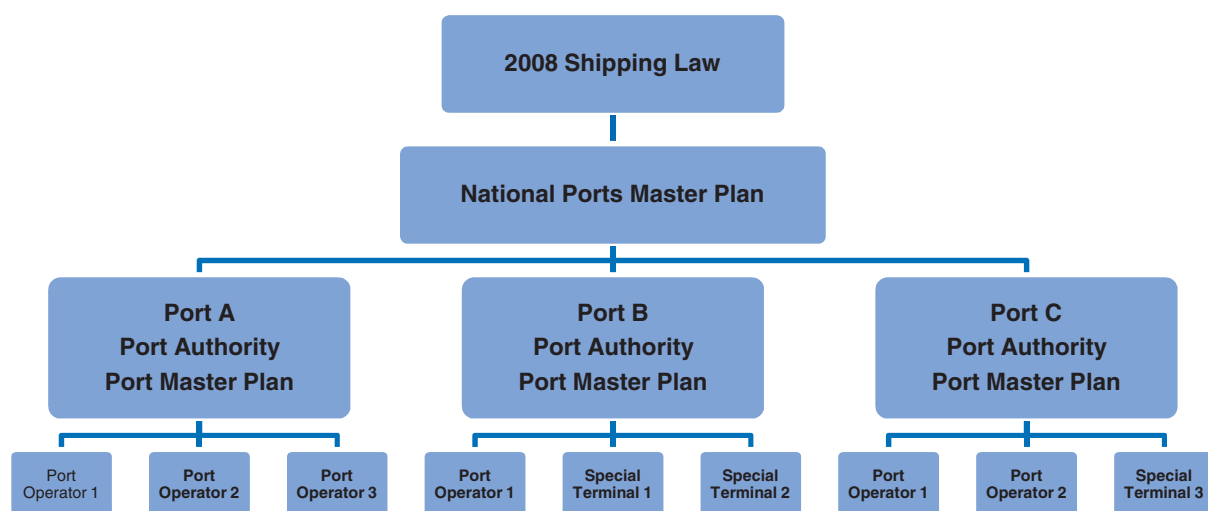 2008 Shipping Law
National Ports Master Plan
Port A
Port Authority
Port Master Plan
Port B
Port Authority
Port Master Plan
Port C
Port Authority
Port Master Plan
Port
Operator 1
Port
Operator 2
Port
Operator 3
Port
Operator 1
Special
Terminal 1
Special
Terminal 2
Port
Operator 1
Port
Operator 2
Special
Terminal 3